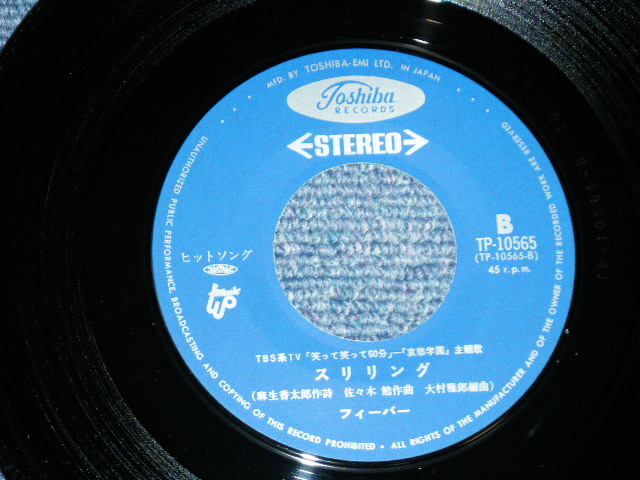 MFD. BY TOSHIBA-EMI LTD. IN JAPAN
Toshiba
RECORDS
STEREO
B
TP-10565
(TP-10565-B)
45 r.p.m.
ヒットソング
TBS系TV「笑って笑って60分」―「哀愁学園」主題歌
スリリング
(麻生香太郎作詩 佐々木 勉作曲 大村雅朗編曲)
フィーバー
UNAUTHORIZED PUBLIC PERFORMANCE, BROADCASTING AND COPYING OF THIS RECORD PROHIBITED • ALL RIGHTS OF THE MANUFACTURER AND OF THE OWNER OF THE RECORDED WORK ARE RESERVED
TP-10565-B